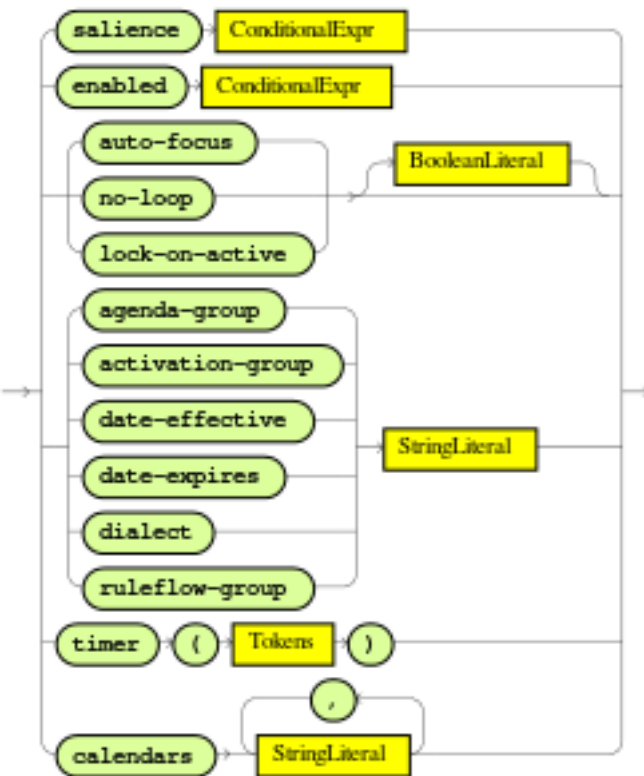 salience ConditionalExpr
enabled ConditionalExpr
auto-focus
BooleanLiteral
no-loop
lock-on-active
agenda-group
activation-group
date-effective
StringLiteral
date-expires
dialect
ruleflow-group
timer ( Tokens )
,
calendars StringLiteral